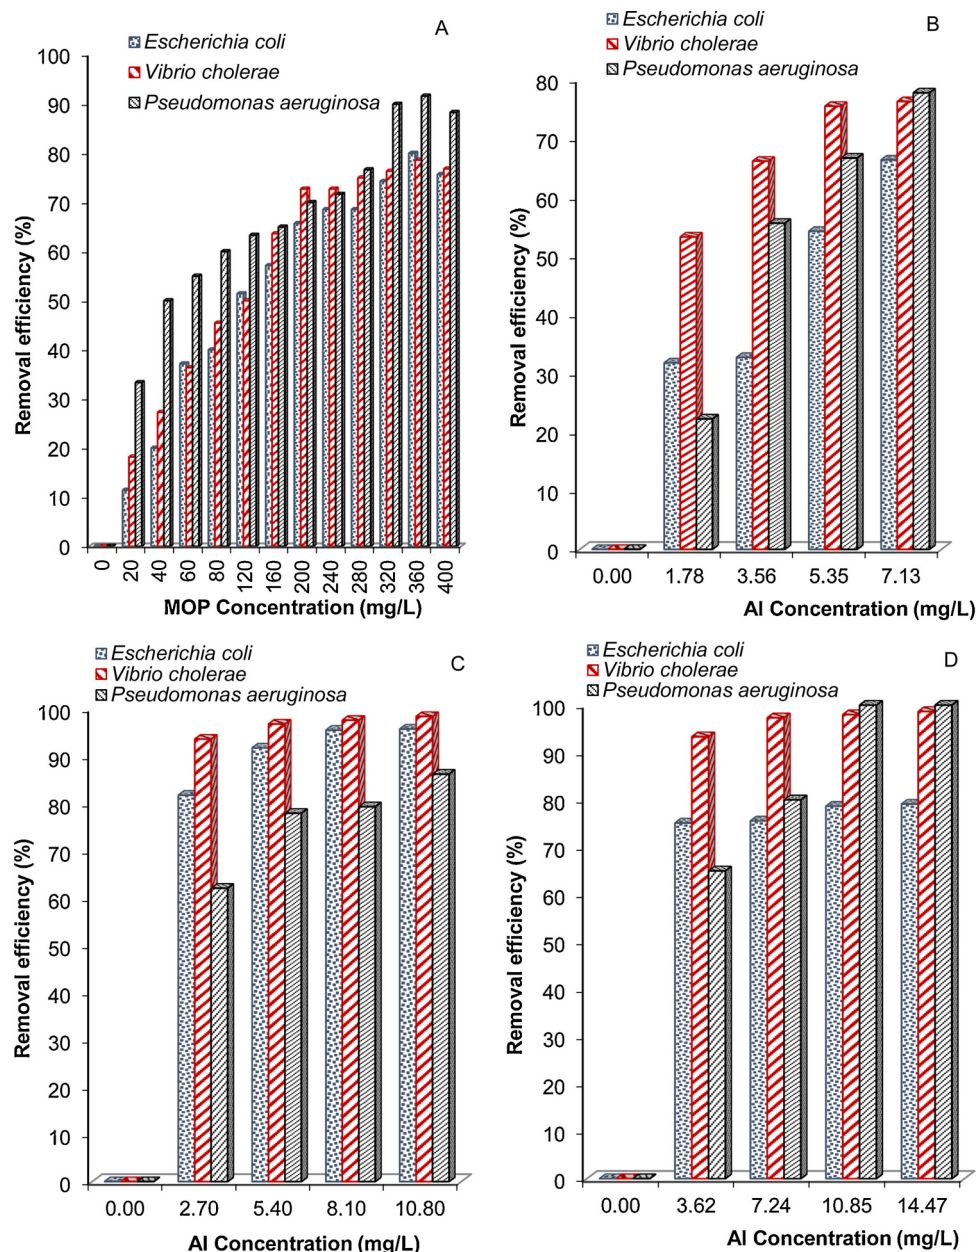 A
Escherichia coli
Vibrio cholerae
Pseudomonas aeruginosa
100
90
80
70
60
50
40
30
20
10
0
Removal efficiency (%)
0 20 40 60 80 120 160 200 240 280 320 360 400
MOP Concentration (mg/L)
B
Escherichia coli
Vibrio cholerae
Pseudomonas aeruginosa
80
70
60
50
40
30
20
10
0
Removal efficiency (%)
0.00 1.78 3.56 5.35 7.13
Al Concentration (mg/L)
C
Escherichia coli
Vibrio cholerae
Pseudomonas aeruginosa
100
90
80
70
60
50
40
30
20
10
0
Removal efficiency (%)
0.00 2.70 5.40 8.10 10.80
Al Concentration (mg/L)
D
Escherichia coli
Vibrio cholerae
Pseudomonas aeruginosa
100
90
80
70
60
50
40
30
20
10
0
Removal efficiency (%)
0.00 3.62 7.24 10.85 14.47
Al Concentration (mg/L)